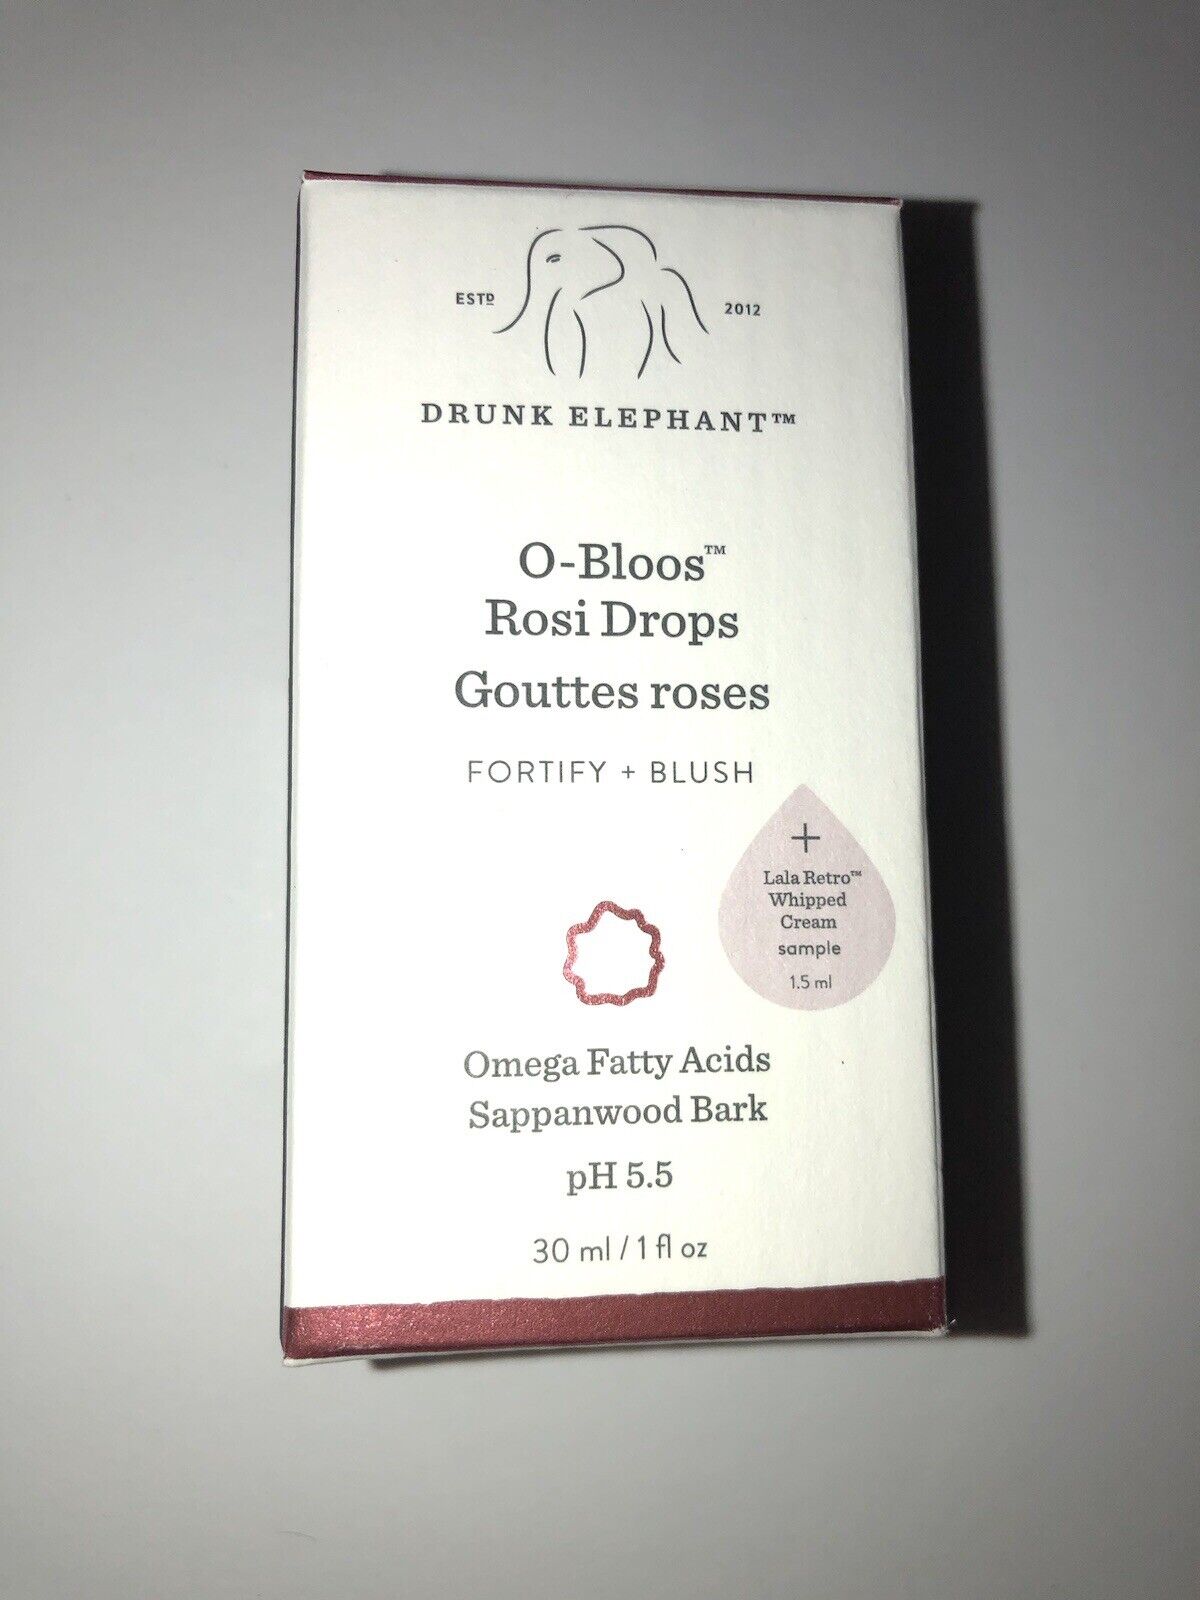 ESTD 2012
DRUNK ELEPHANT™
O-Bloos™
Rosi Drops
Gouttes roses
FORTIFY + BLUSH
+
Lala Retro™
Whipped
Cream
sample
1.5 ml
Omega Fatty Acids
Sappanwood Bark
pH 5.5
30 ml / 1 fl oz